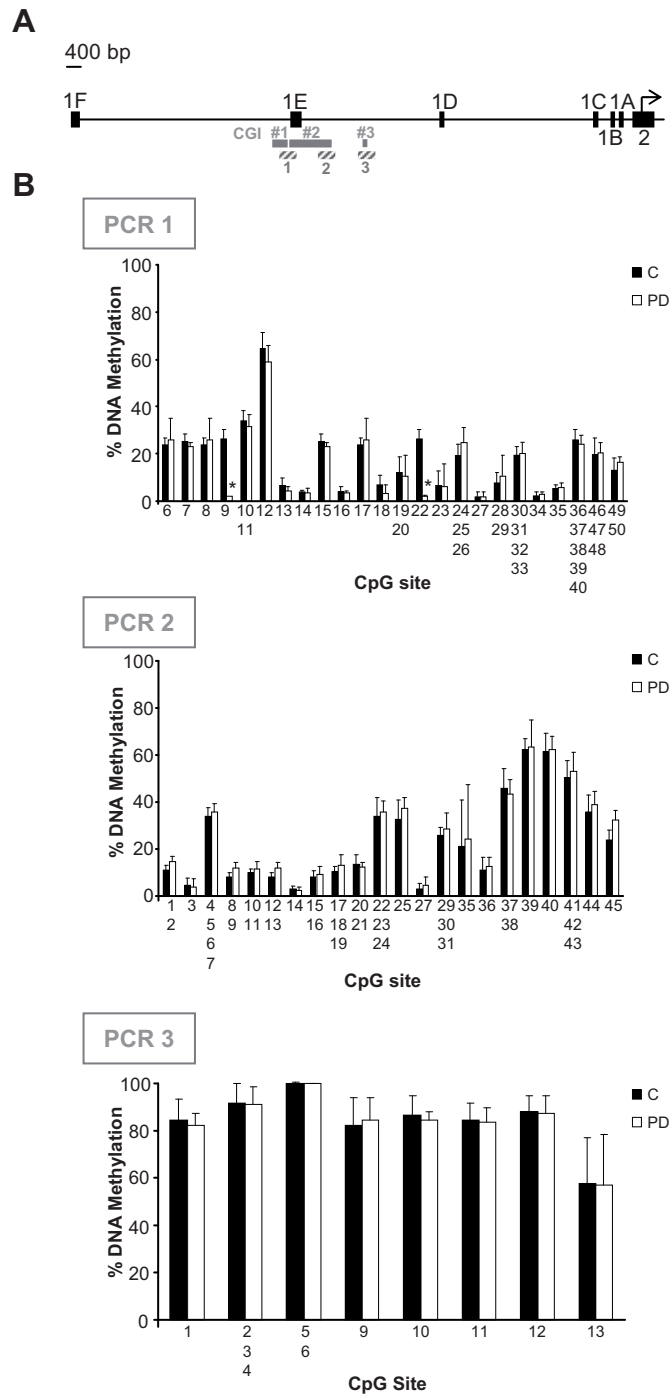 A
400 bp
1F 1E 1D 1C 1A
1B 2
CGI #1 #2 #3
1 2 3
B
PCR 1
100
80
60
40
20
0
% DNA Methylation
C
PD
* *
6 7 8 9 10 12 13 14 15 16 17 18 19 22 23 24 27 28 30 34 35 36 46 49
11 20 25 29 31 37 47 50
26 32 38 48
33 39
40
CpG site
PCR 2
100
80
60
40
20
0
% DNA Methylation
C
PD
1 3 4 8 10 12 14 15 17 20 22 25 27 29 35 36 37 39 40 41 44 45
2 5 9 11 13 16 18 21 23 30 38 42
6 19 24 31 43
7
CpG site
PCR 3
100
80
60
40
20
0
% DNA Methylation
C
PD
1 2 5 9 10 11 12 13
3 6
4
CpG Site